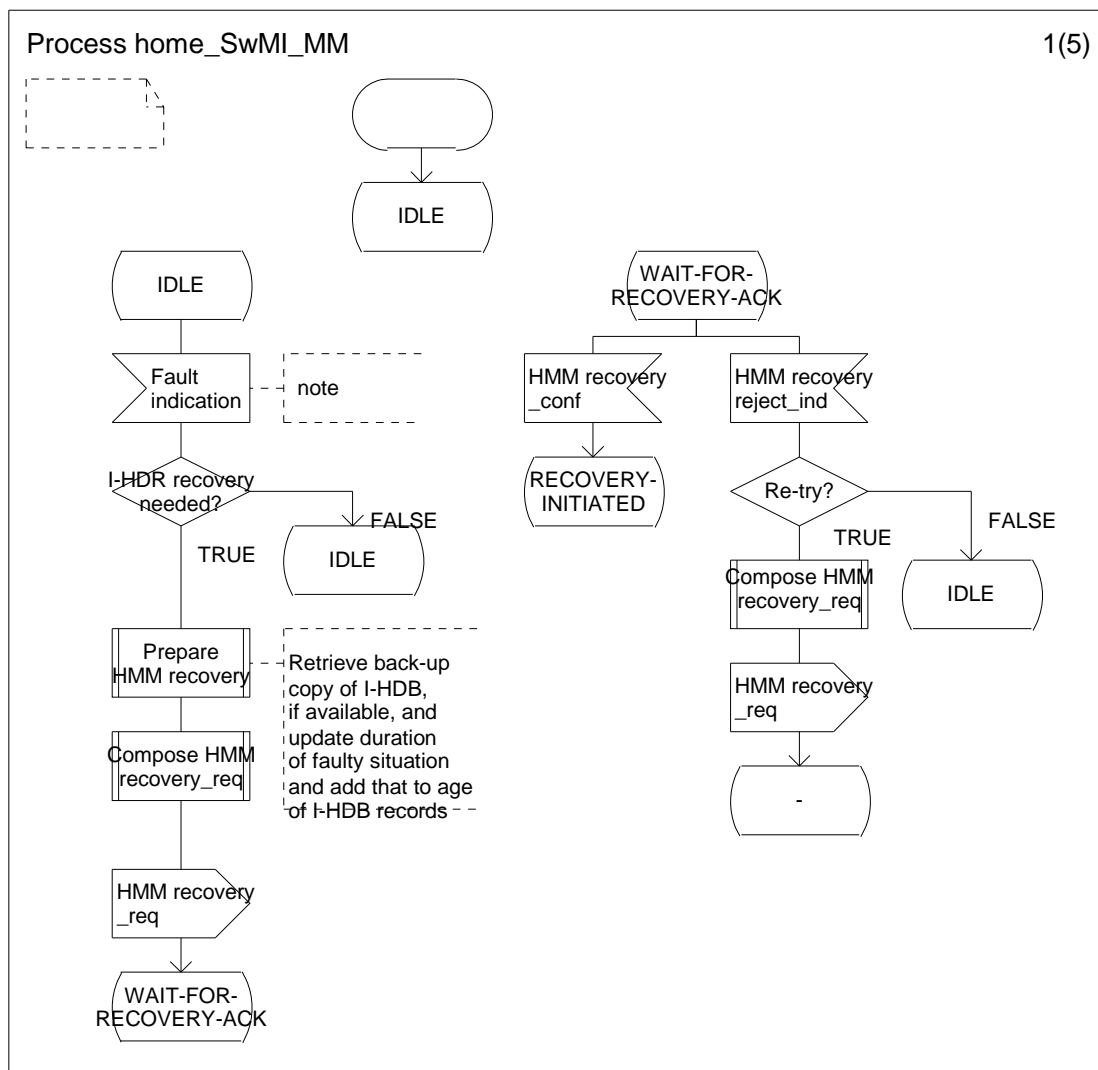 Process home_SwMI_MM
1(5)
IDLE
IDLE
Fault
indication
note
I-HDR recovery
needed?
FALSE
TRUE
IDLE
Prepare
HMM recovery
Retrieve back-up
copy of I-HDB,
if available, and
update duration
of faulty situation
and add that to age
of I-HDB records
Compose HMM
recovery_req
HMM recovery
_req
WAIT-FOR-
RECOVERY-ACK
WAIT-FOR-
RECOVERY-ACK
HMM recovery
_conf
RECOVERY-
INITIATED
HMM recovery
reject_ind
Re-try?
FALSE
TRUE
IDLE
Compose HMM
recovery_req
HMM recovery
_req
-